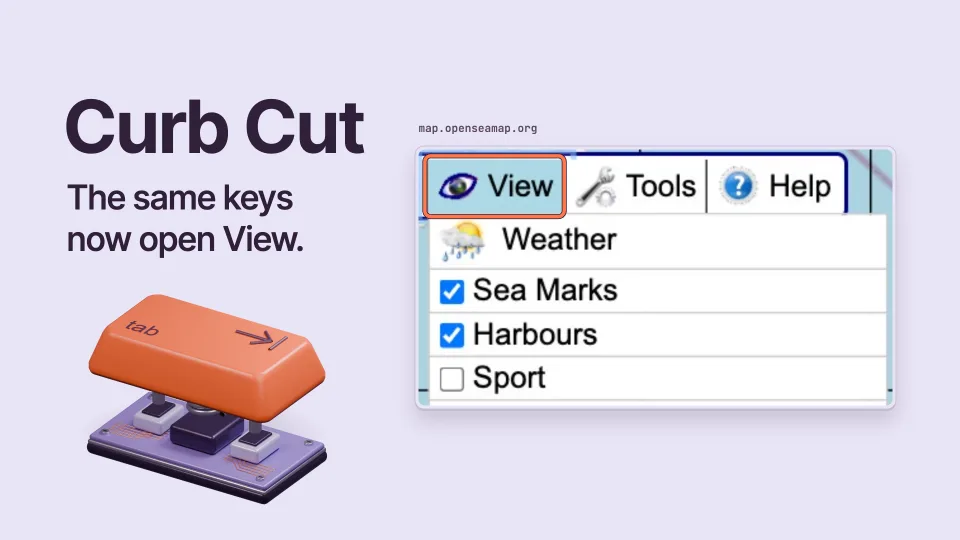 Curb Cut
The same keys
now open View.
tab
map.openseamap.org
View Tools ? Help
Weather
Sea Marks
Harbours
Sport